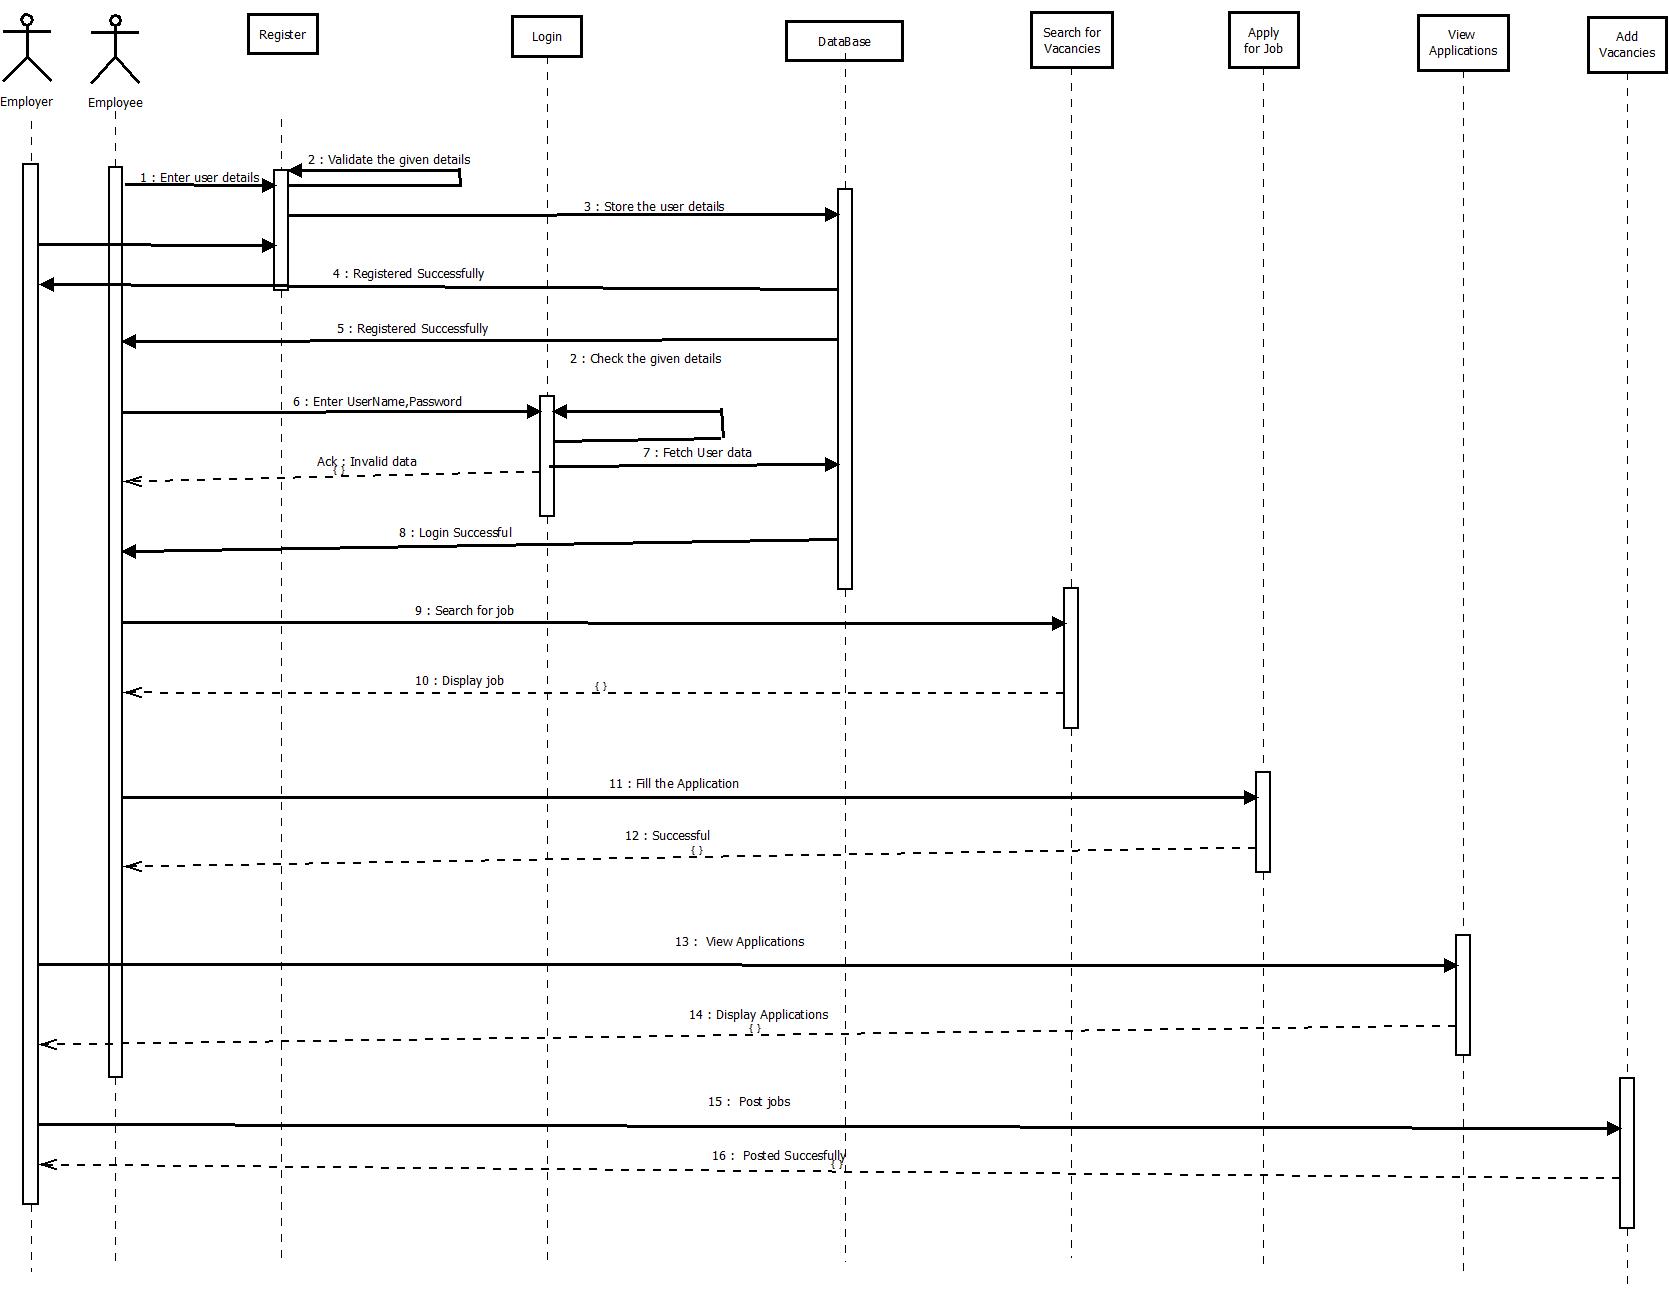 Employer
Employee
Register
Login
DataBase
Search for
Vacancies
Apply
for Job
View
Applications
Add
Vacancies
2 : Validate the given details
1 : Enter user details
3 : Store the user details
4 : Registered Successfully
5 : Registered Successfully
2 : Check the given details
6 : Enter UserName,Password
7 : Fetch User data
Ack : Invalid data
{ }
8 : Login Successful
9 : Search for job
10 : Display job
{ }
11 : Fill the Application
12 : Successful
{ }
13 : View Applications
14 : Display Applications
{ }
15 : Post jobs
16 : Posted Succesfully
{ }